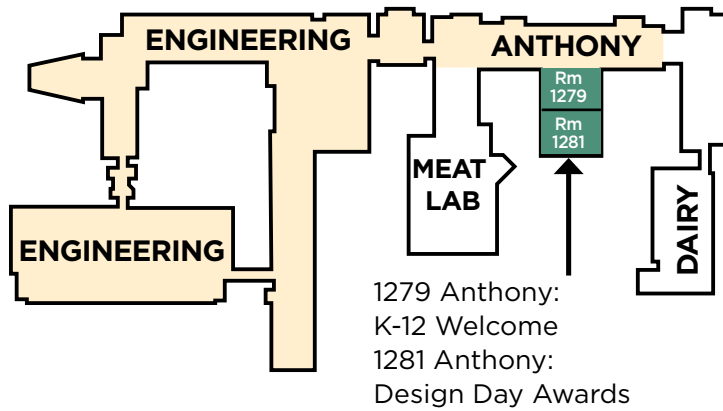 ENGINEERING
ANTHONY
Rm
1279
Rm
1281
MEAT
LAB
DAIRY
ENGINEERING
1279 Anthony:
K-12 Welcome
1281 Anthony:
Design Day Awards